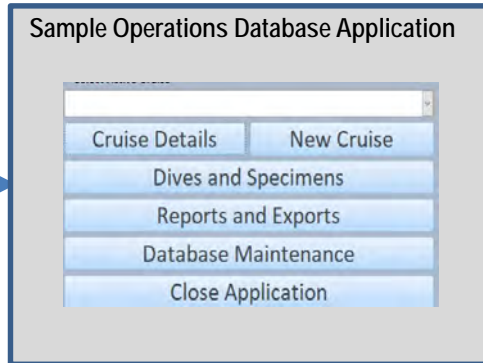 Sample Operations Database Application
Cruise Details New Cruise
Dives and Specimens
Reports and Exports
Database Maintenance
Close Application